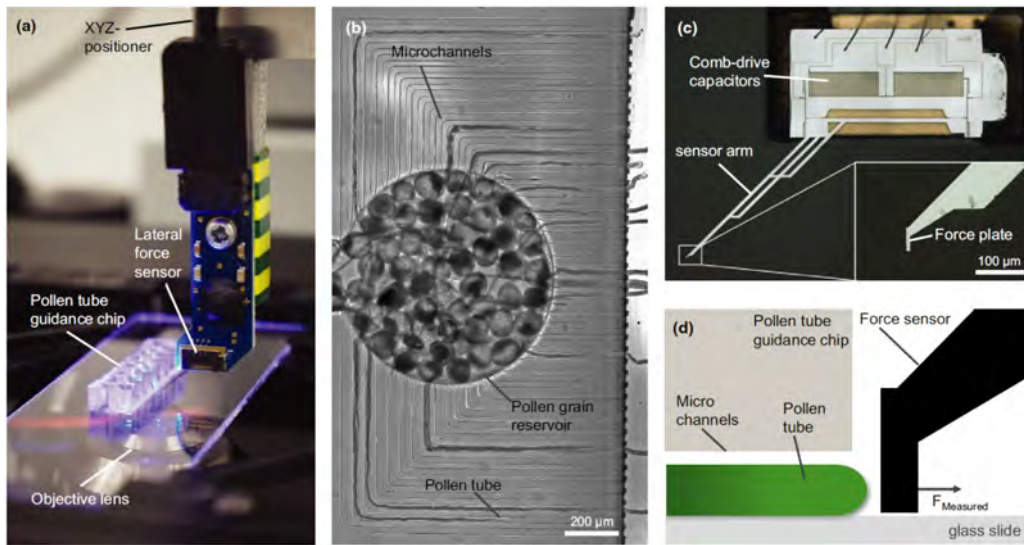 (a)
XYZ-
positioner
Lateral
force
sensor
Pollen tube
guidance chip
Objective lens
(b)
Microchannels
Pollen grain
reservoir
Pollen tube
200 µm
(c)
Comb-drive
capacitors
sensor arm
Force plate
100 µm
(d)
Pollen tube
guidance chip
Force sensor
Micro
channels
Pollen
tube
FMeasured
glass slide